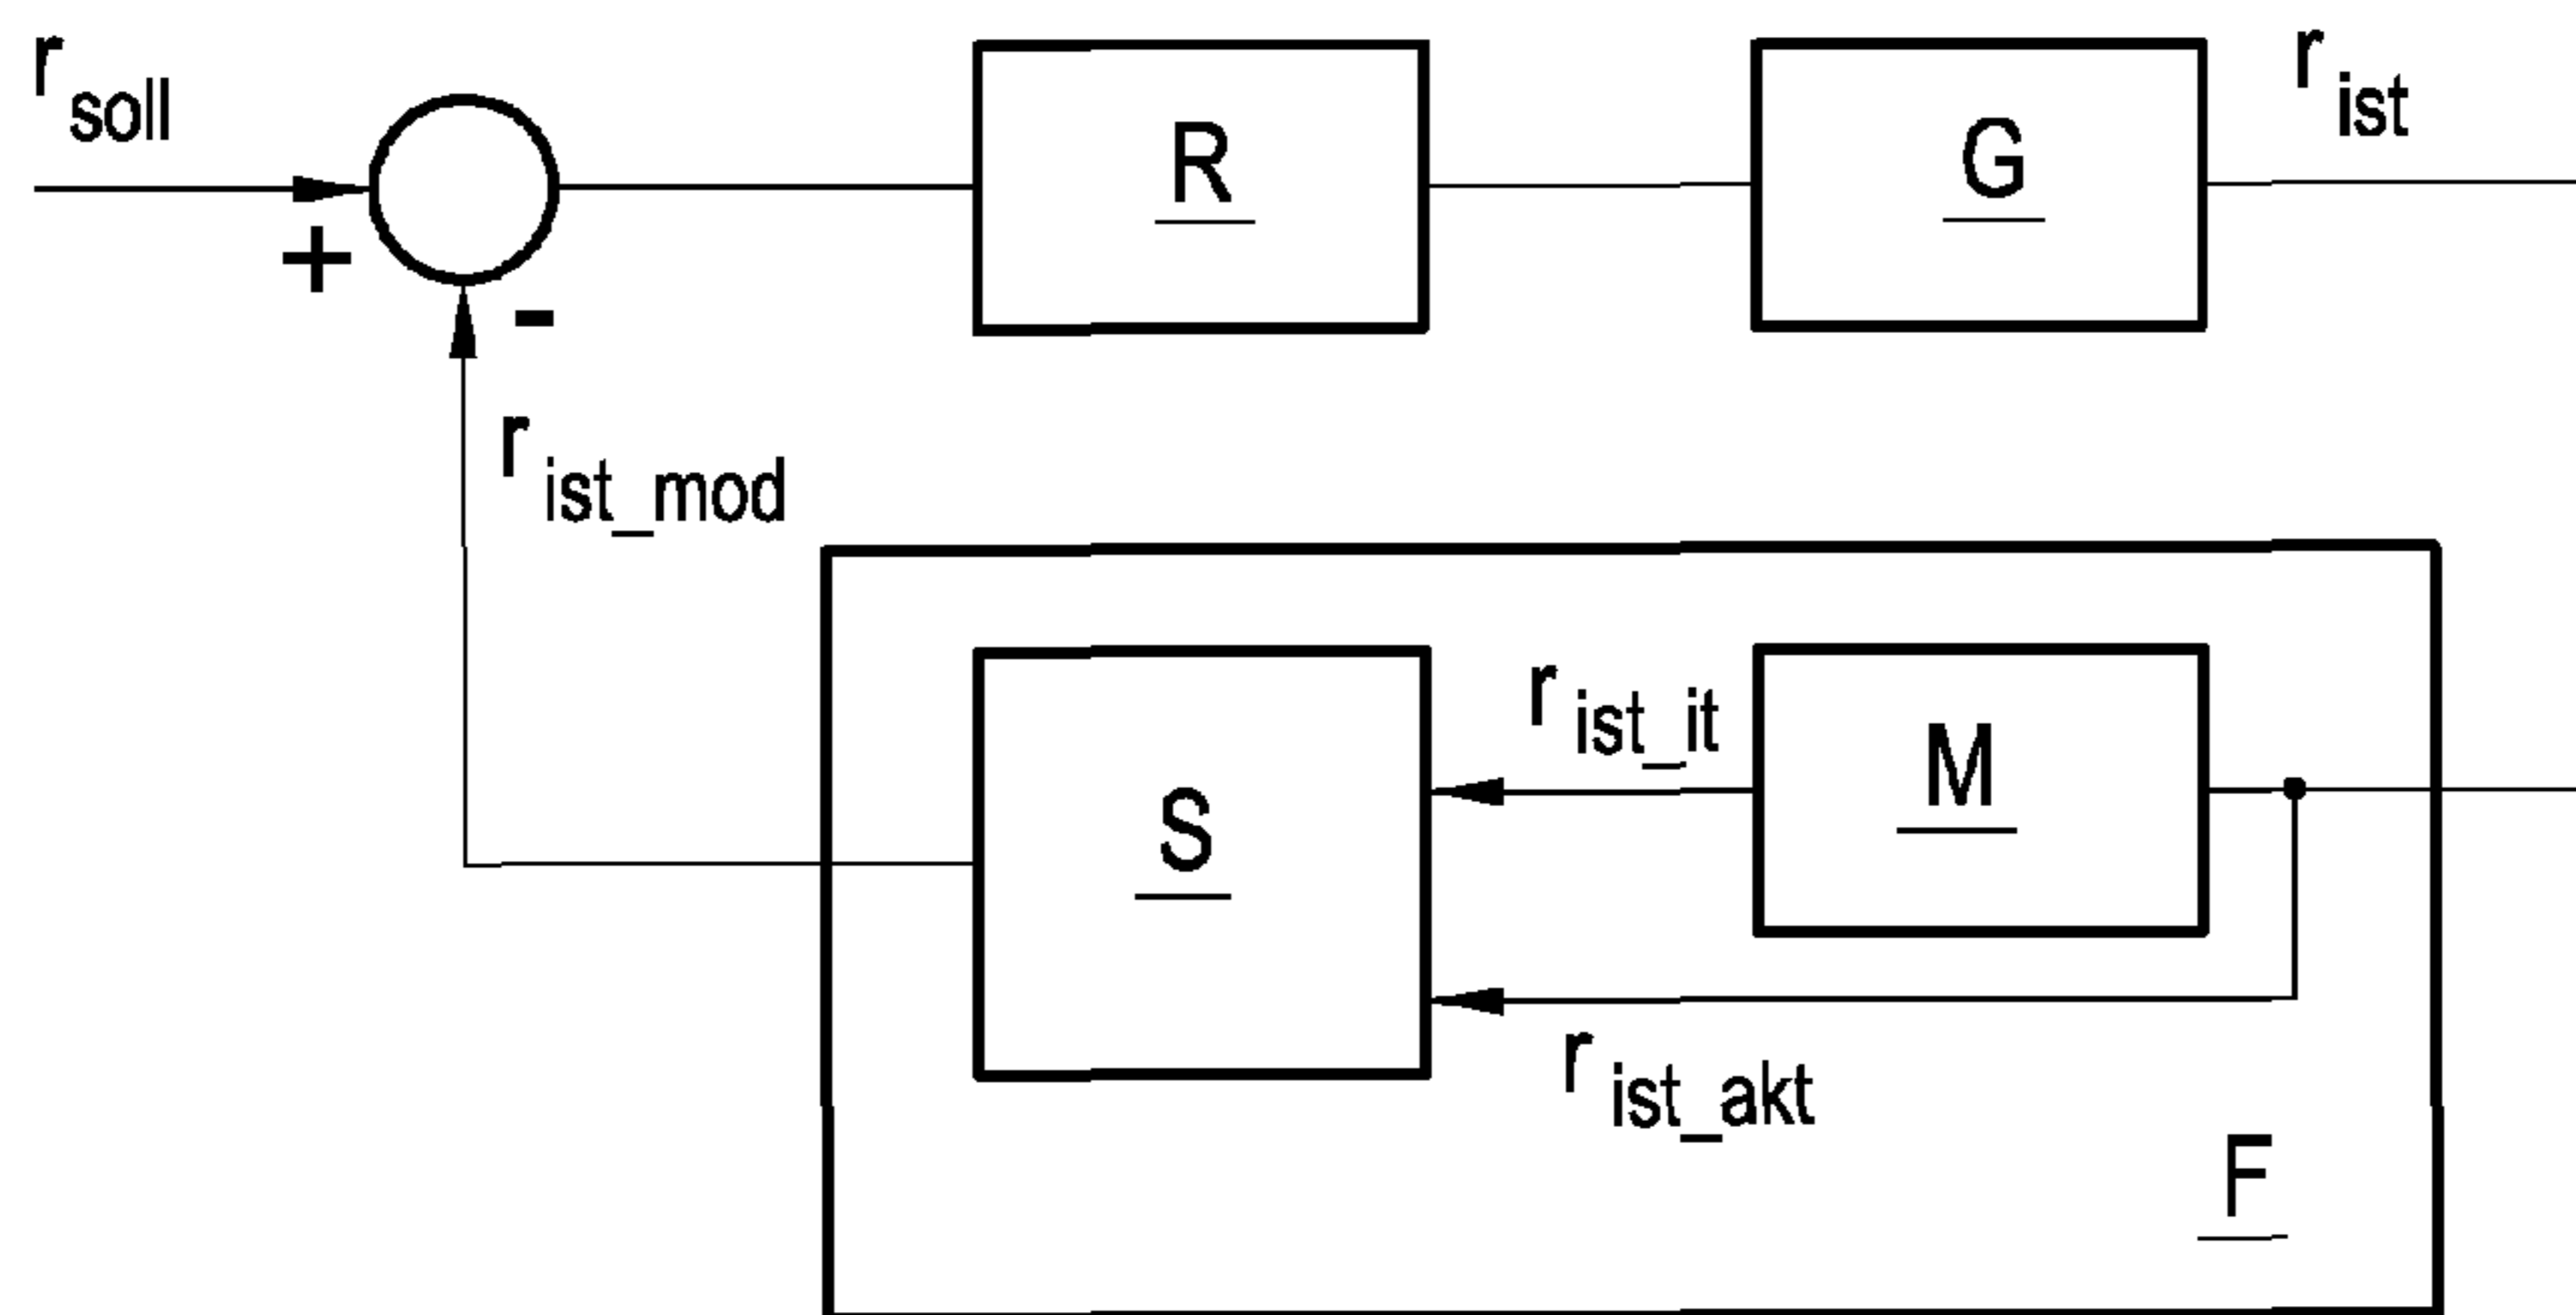 r soll
R
G
r ist
+
-
r ist_mod
S
r ist_it
M
r ist_akt
F